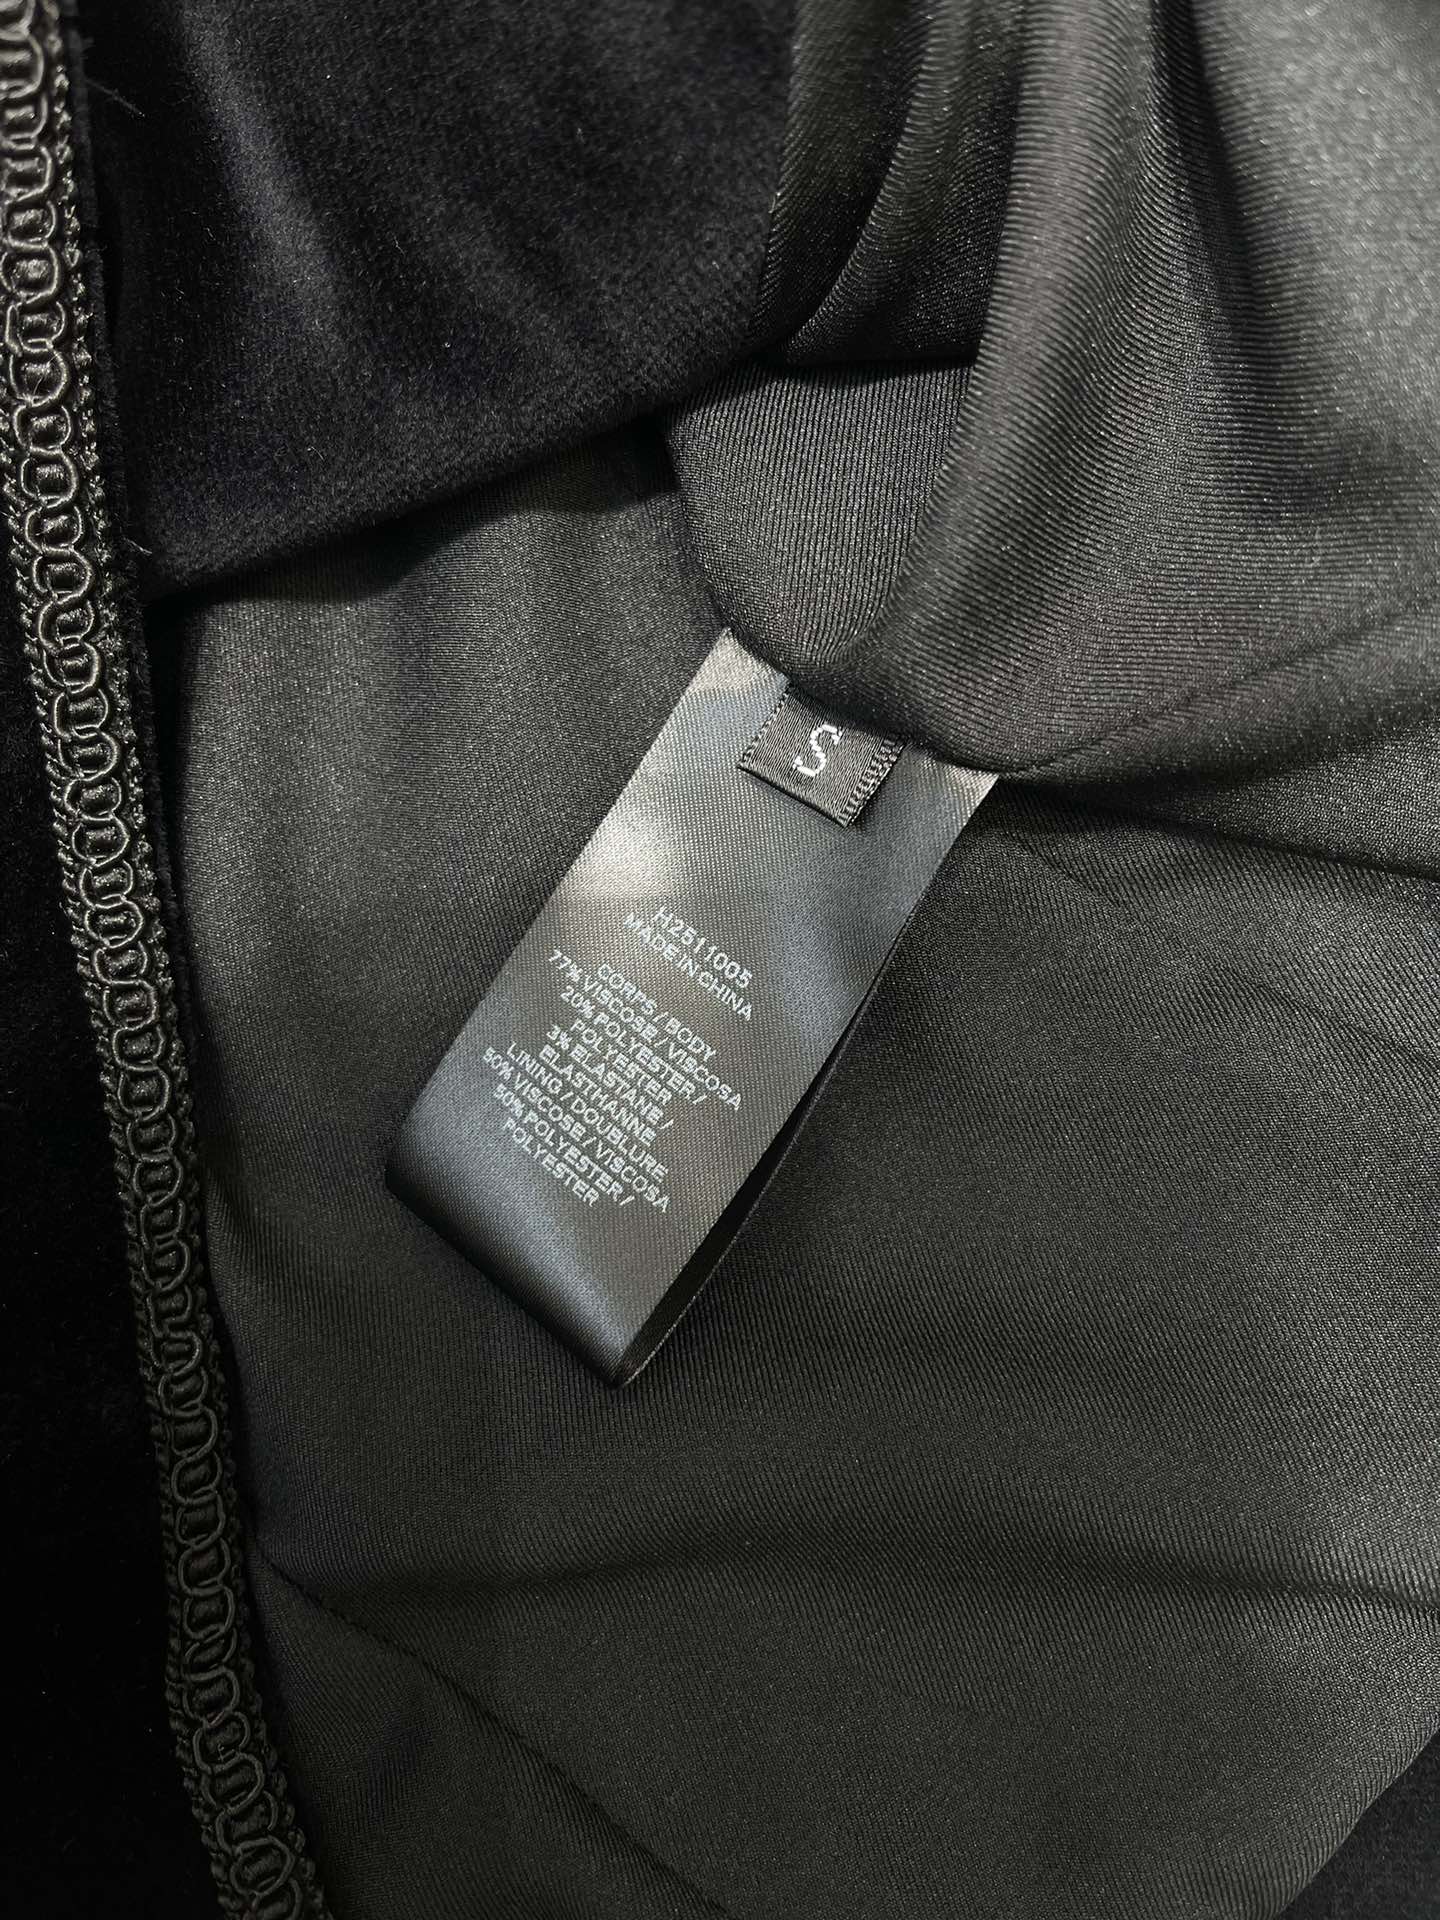 S
H2511005
MADE IN CHINA
CORPS / BODY
77% VISCOSE / VISCOSA
20% POLYESTER /
POLYESTER
3% ELASTANE /
ELASTHANNE
LINING / DOUBLURE
50% VISCOSE / VISCOSA
50% POLYESTER /
POLYESTER